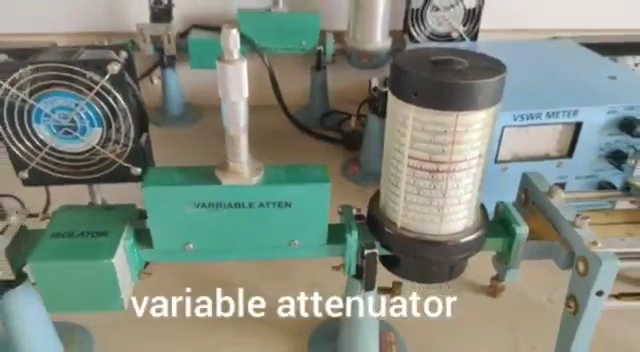 VSWR METER
VARRIABLE ATTEN
ISOLATOR
variable attenuator